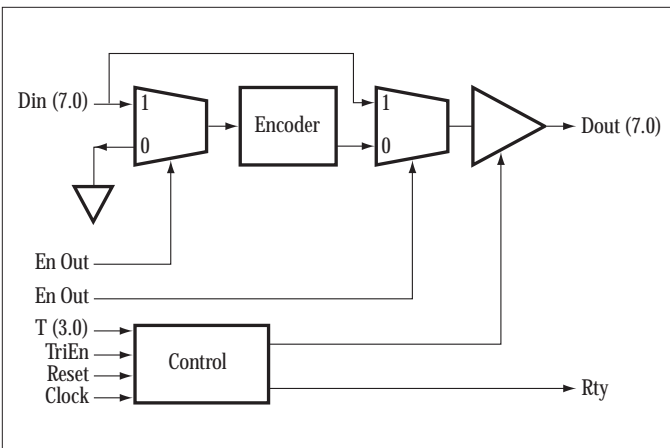 Din (7.0)
1
0
Encoder
1
0
Dout (7.0)
En Out
En Out
T (3.0)
TriEn
Reset
Clock
Control
Rty